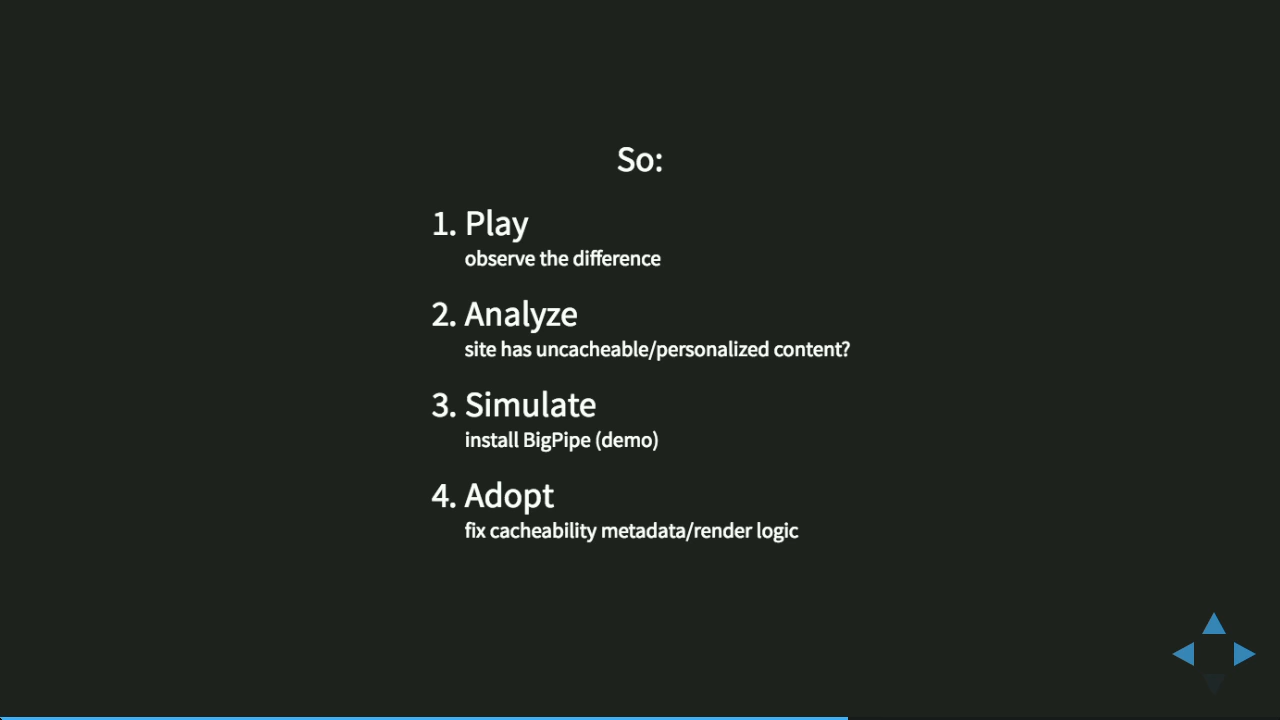 So:
1. Play
observe the difference
2. Analyze
site has uncacheable/personalized content?
3. Simulate
install BigPipe (demo)
4. Adopt
fix cacheability metadata/render logic